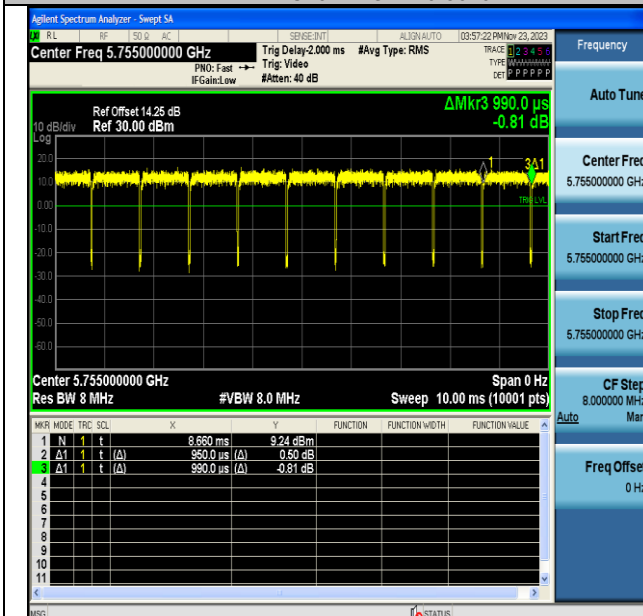 Agilent Spectrum Analyzer - Swept SA
RL RF 50 Ω AC SENSE:INT ALIGN AUTO 03:57:22 PM Nov 23, 2023
Center Freq 5.755000000 GHz Trig Delay-2.000 ms #Avg Type: RMS TRACE 1 2 3 4 5 6
PNO: Fast Trig: Video TYPE
IFGain:Low #Atten: 40 dB DET P P P P P P
ΔMkr3 990.0 µs
-0.81 dB
Ref Offset 14.25 dB
10 dB/div Ref 30.00 dBm
Log
20.0
10.0
0.00
-10.0
-20.0
-30.0
-40.0
-50.0
-60.0
1
3Δ1
TRIG LVL
Center 5.755000000 GHz Span 0 Hz
Res BW 8 MHz #VBW 8.0 MHz Sweep 10.00 ms (10001 pts)
MKR MODE TRC SCL X Y FUNCTION FUNCTION WIDTH FUNCTION VALUE
1 N 1 t 8.660 ms 9.24 dBm
2 Δ1 1 t (Δ) 950.0 µs (Δ) 0.50 dB
3 Δ1 1 t (Δ) 990.0 µs (Δ) -0.81 dB
4
5
6
7
8
9
10
11
MSG STATUS
Frequency
Auto Tune
Center Freq
5.755000000 GHz
Start Freq
5.755000000 GHz
Stop Freq
5.755000000 GHz
CF Step
8.000000 MHz
Auto Man
Freq Offset
0 Hz